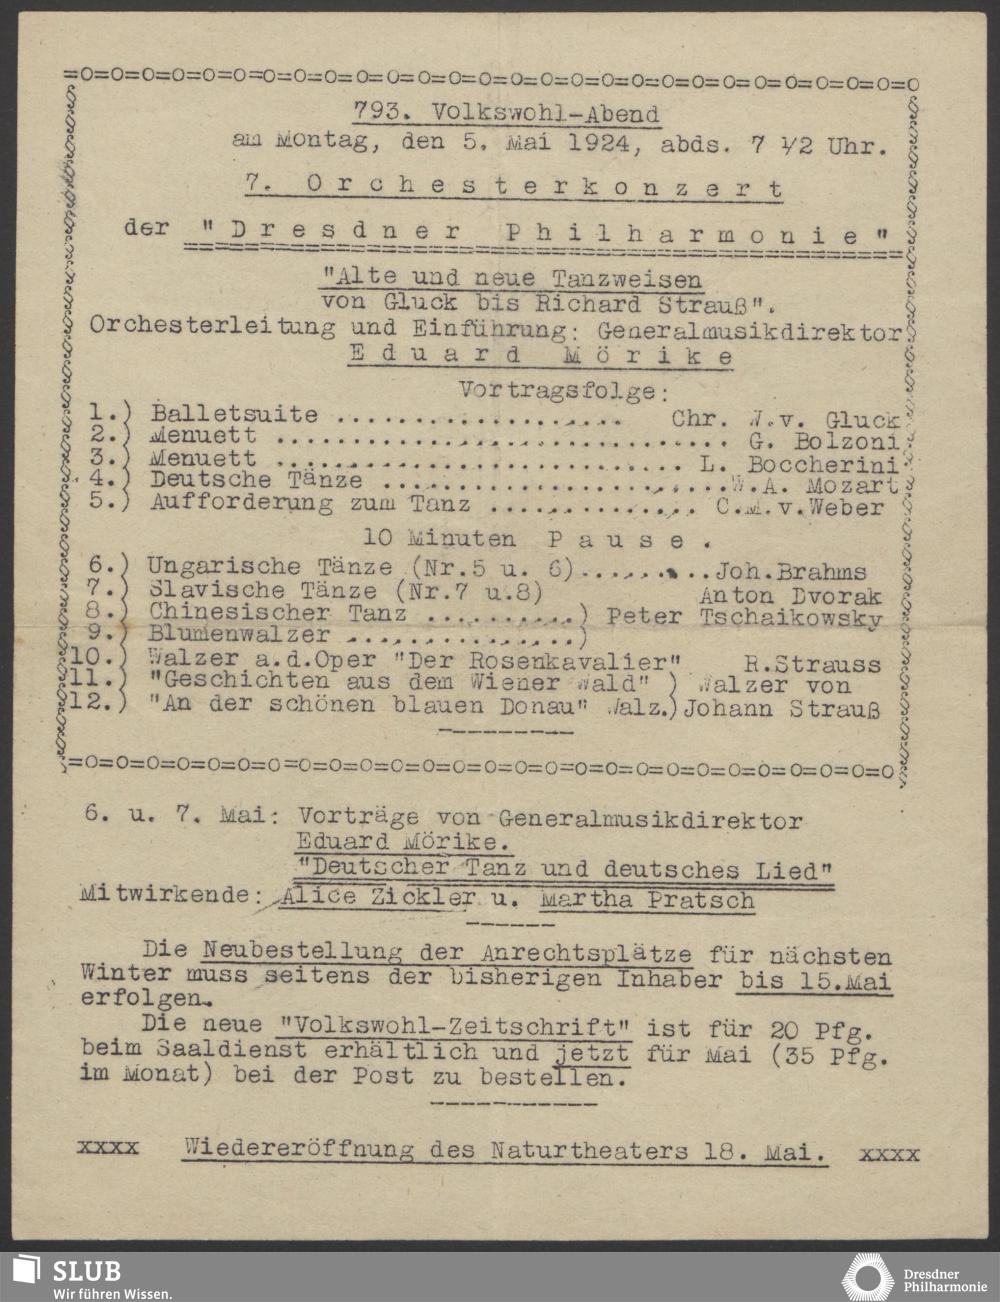 =O=O=O=O=O=O=O=O=O=O=O=O=O=O=O=O=O=O=O=O=O=O=O=O=O=O=O=O
793. Volkswohl-Abend
am Montag, den 5. Mai 1924, abds. 7 1/2 Uhr.
7. O r c h e s t e r k o n z e r t
der "D r e s d n e r P h i l h a r m o n i e"
"Alte und neue Tanzweisen
von Gluck bis Richard Strauß".
Orchesterleitung und Einführung: Generalmusikdirektor
E d u a r d M ö r i k e
Vortragsfolge:
1.) Balletsuite ................... Chr. W.v. Gluck
2.) Menuett .............................. G. Bolzoni
3.) Menuett ............................ L. Boccherini
4.) Deutsche Tänze .......................W.A. Mozart
5.) Aufforderung zum Tanz .............. C.M.v.Weber
10 Minuten P a u s e .
6.) Ungarische Tänze (Nr.5 u. 6).........Joh.Brahms
7.) Slavische Tänze (Nr.7 u.8) Anton Dvorak
8.) Chinesischer Tanz ..........) Peter Tschaikowsky
9.) Blumenwalzer ...............)
10.) Walzer a.d.Oper "Der Rosenkavalier" R.Strauss
11.) "Geschichten aus dem Wiener Wald" ) Walzer von
12.) "An der schönen blauen Donau" Walz.) Johann Strauß
---------
=O=O=O=O=O=O=O=O=O=O=O=O=O=O=O=O=O=O=O=O=O=O=O=O=O=O=O
6. u. 7. Mai: Vorträge von Generalmusikdirektor
Eduard Mörike.
"Deutscher Tanz und deutsches Lied"
Mitwirkende: Alice Zickler u. Martha Pratsch
------
Die Neubestellung der Anrechtsplätze für nächsten
Winter muss seitens der bisherigen Inhaber bis 15.Mai
erfolgen.
Die neue "Volkswohl-Zeitschrift" ist für 20 Pfg.
beim Saaldienst erhältlich und jetzt für Mai (35 Pfg.
im Monat) bei der Post zu bestellen.
-----------
xxxx Wiedereröffnung des Naturtheaters 18. Mai. xxxx
SLUB
Wir führen Wissen.
Dresdner
Philharmonie